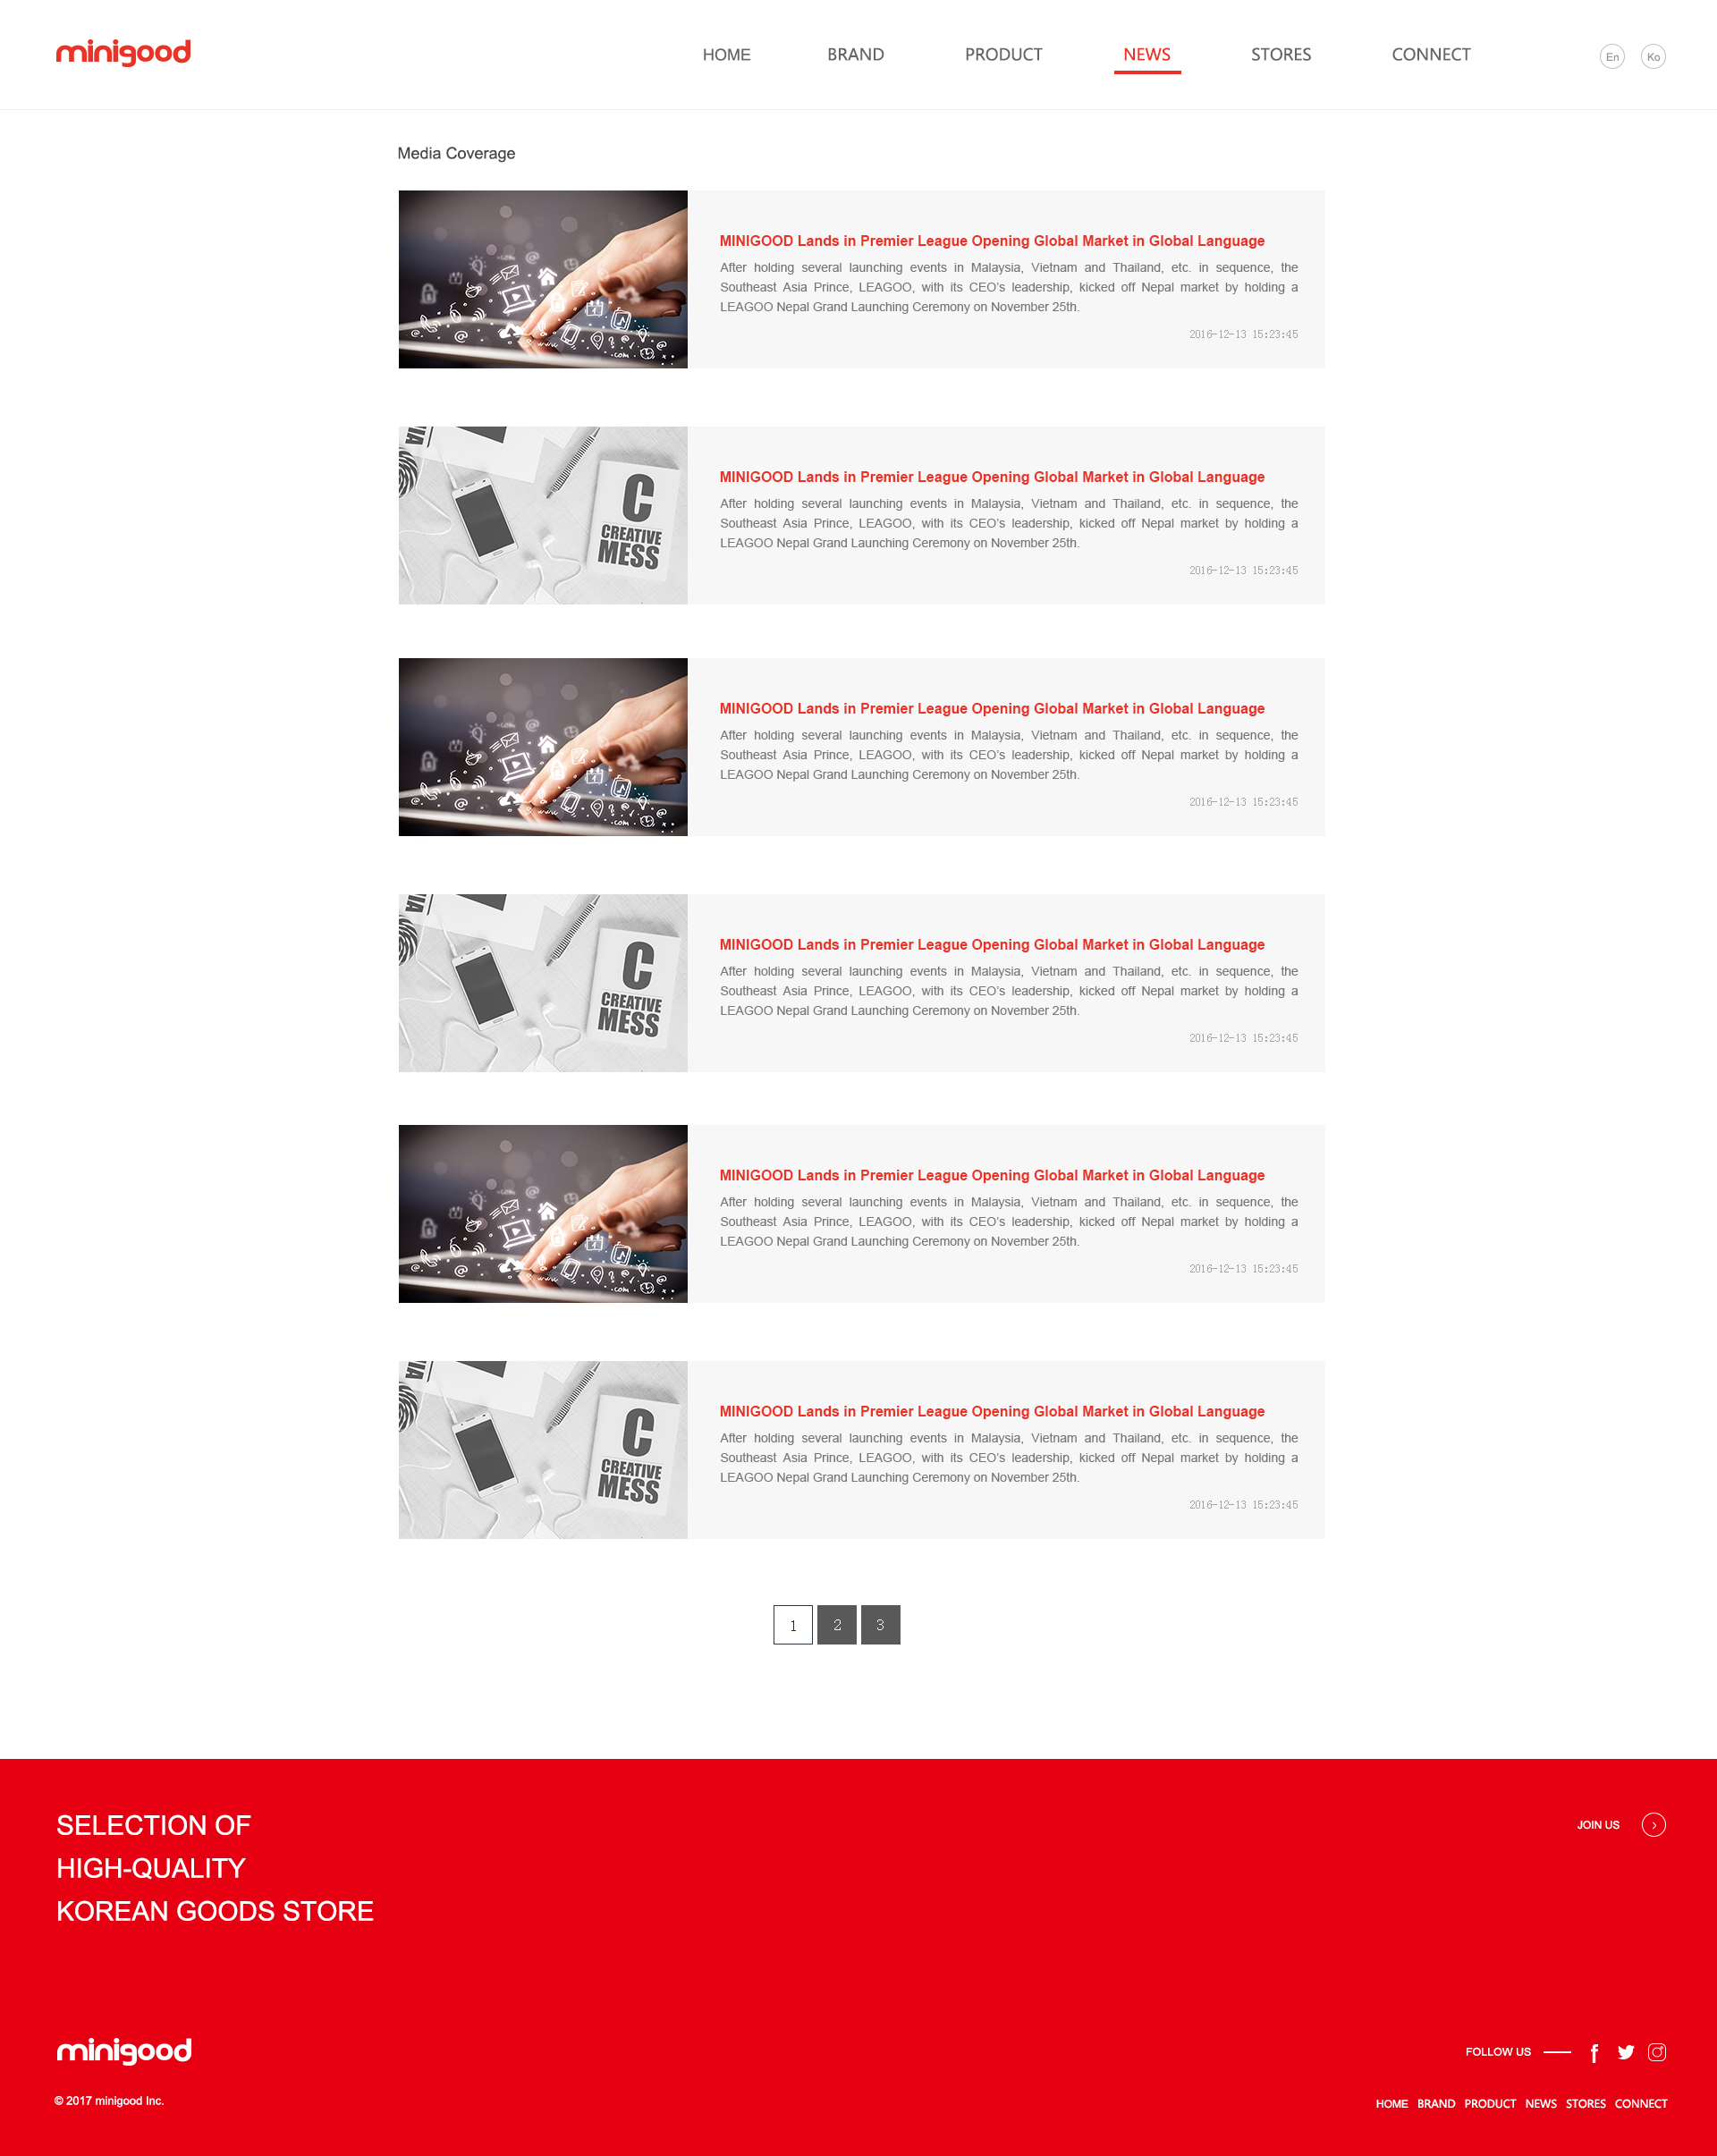 minigood
HOME BRAND PRODUCT NEWS STORES CONNECT En Ko
Media Coverage
MINIGOOD Lands in Premier League Opening Global Market in Global Language
After holding several launching events in Malaysia, Vietnam and Thailand, etc. in sequence, the
Southeast Asia Prince, LEAGOO, with its CEO’s leadership, kicked off Nepal market by holding a
LEAGOO Nepal Grand Launching Ceremony on November 25th.
2016-12-13 15:23:45
.com
C
CREATIVE
MESS
MINIGOOD Lands in Premier League Opening Global Market in Global Language
After holding several launching events in Malaysia, Vietnam and Thailand, etc. in sequence, the
Southeast Asia Prince, LEAGOO, with its CEO’s leadership, kicked off Nepal market by holding a
LEAGOO Nepal Grand Launching Ceremony on November 25th.
2016-12-13 15:23:45
MINIGOOD Lands in Premier League Opening Global Market in Global Language
After holding several launching events in Malaysia, Vietnam and Thailand, etc. in sequence, the
Southeast Asia Prince, LEAGOO, with its CEO’s leadership, kicked off Nepal market by holding a
LEAGOO Nepal Grand Launching Ceremony on November 25th.
2016-12-13 15:23:45
.com
C
CREATIVE
MESS
MINIGOOD Lands in Premier League Opening Global Market in Global Language
After holding several launching events in Malaysia, Vietnam and Thailand, etc. in sequence, the
Southeast Asia Prince, LEAGOO, with its CEO’s leadership, kicked off Nepal market by holding a
LEAGOO Nepal Grand Launching Ceremony on November 25th.
2016-12-13 15:23:45
MINIGOOD Lands in Premier League Opening Global Market in Global Language
After holding several launching events in Malaysia, Vietnam and Thailand, etc. in sequence, the
Southeast Asia Prince, LEAGOO, with its CEO’s leadership, kicked off Nepal market by holding a
LEAGOO Nepal Grand Launching Ceremony on November 25th.
2016-12-13 15:23:45
.com
C
CREATIVE
MESS
MINIGOOD Lands in Premier League Opening Global Market in Global Language
After holding several launching events in Malaysia, Vietnam and Thailand, etc. in sequence, the
Southeast Asia Prince, LEAGOO, with its CEO’s leadership, kicked off Nepal market by holding a
LEAGOO Nepal Grand Launching Ceremony on November 25th.
2016-12-13 15:23:45
1 2 3
SELECTION OF
HIGH-QUALITY
KOREAN GOODS STORE
JOIN US
minigood
FOLLOW US
© 2017 minigood Inc.
HOME BRAND PRODUCT NEWS STORES CONNECT